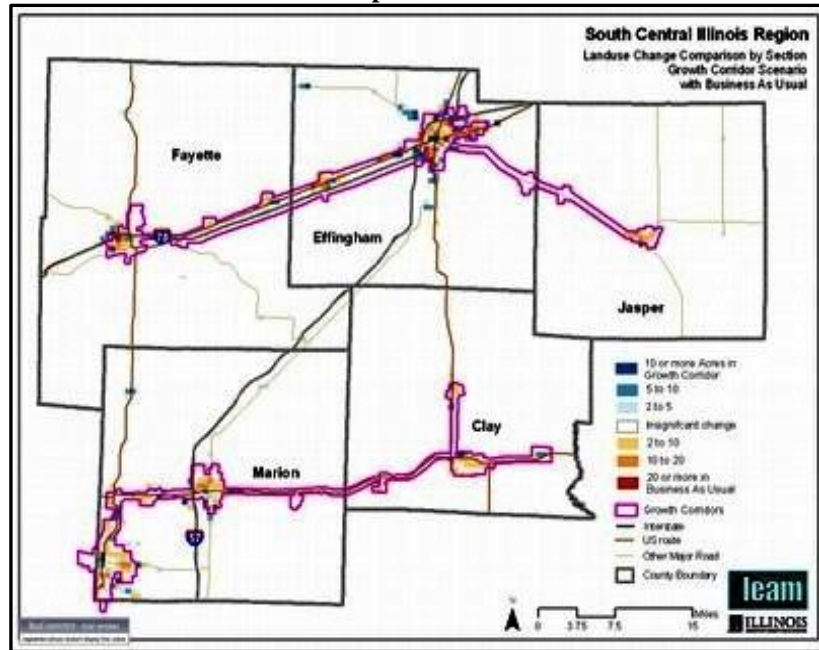 South Central Illinois Region
Landuse Change Comparison by Section
Growth Corridor Scenario
with Business As Usual
Fayette
Effingham
Jasper
Clay
Marion
70
57
10 or more Acres in
Growth Corridor
5 to 10
2 to 5
Insignificant change
2 to 10
10 to 20
20 or more in
Business As Usual
Growth Corridors
Interstate
US route
Other Major Road
County Boundary
Miles
0 3.75 7.5 15
leam
ILLINOIS